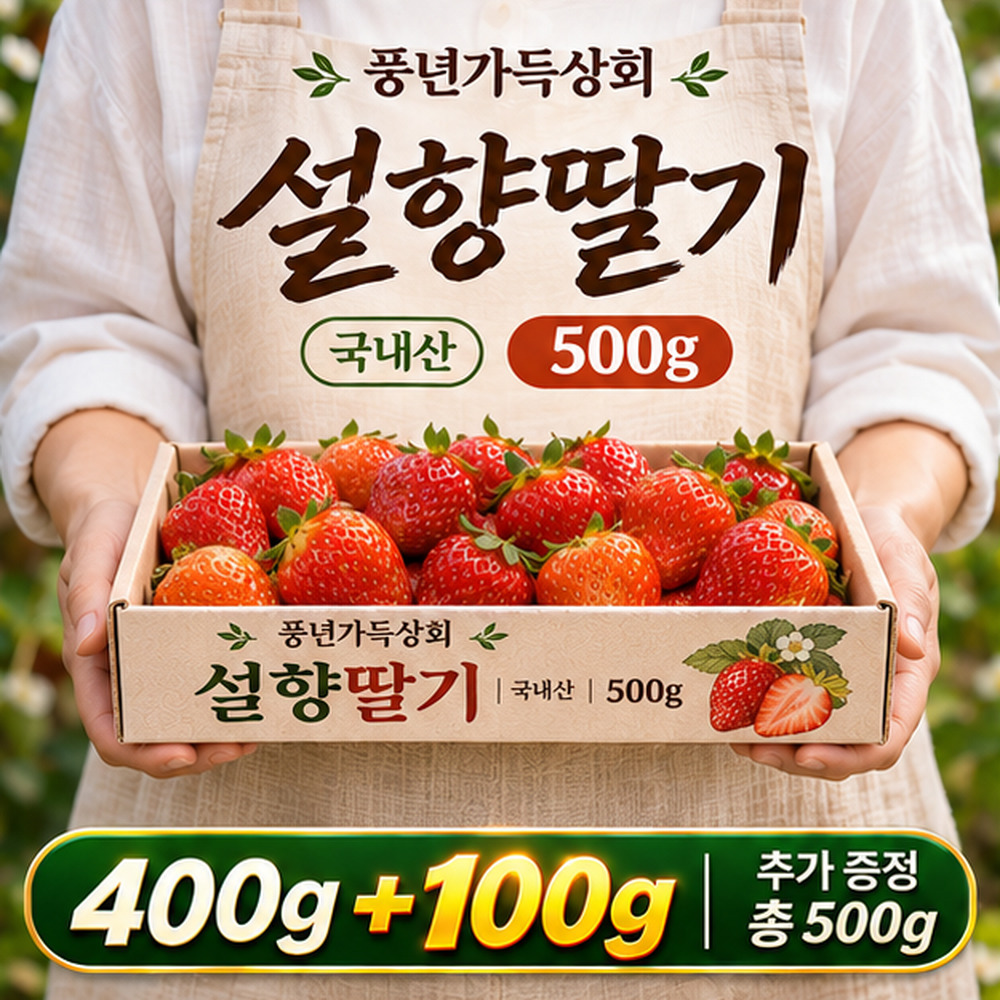 풍년가득상회
설향딸기
국내산 500g
풍년가득상회
설향딸기 | 국내산 | 500g
400g+100g | 추가 증정
총 500g